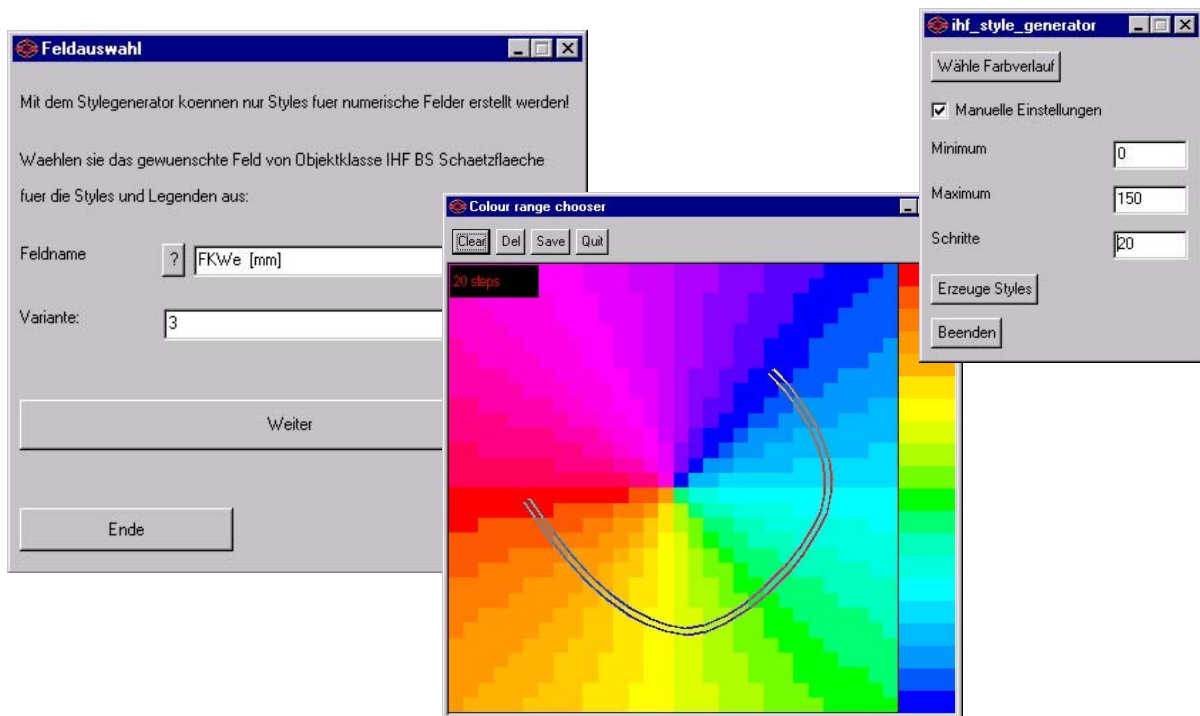 Feldauswahl
Mit dem Stylegenerator koennen nur Styles fuer numerische Felder erstellt werden!
Waehlen sie das gewuenschte Feld von Objektklasse IHF BS Schaetzflaeche
fuer die Styles und Legenden aus:
Feldname ? FKWe [mm]
Variante: 3
Weiter
Ende
Colour range chooser
Clear Del Save Quit
20 steps
ihf_style_generator
Wähle Farbverlauf
Manuelle Einstellungen
Minimum 0
Maximum 150
Schritte 20
Erzeuge Styles
Beenden